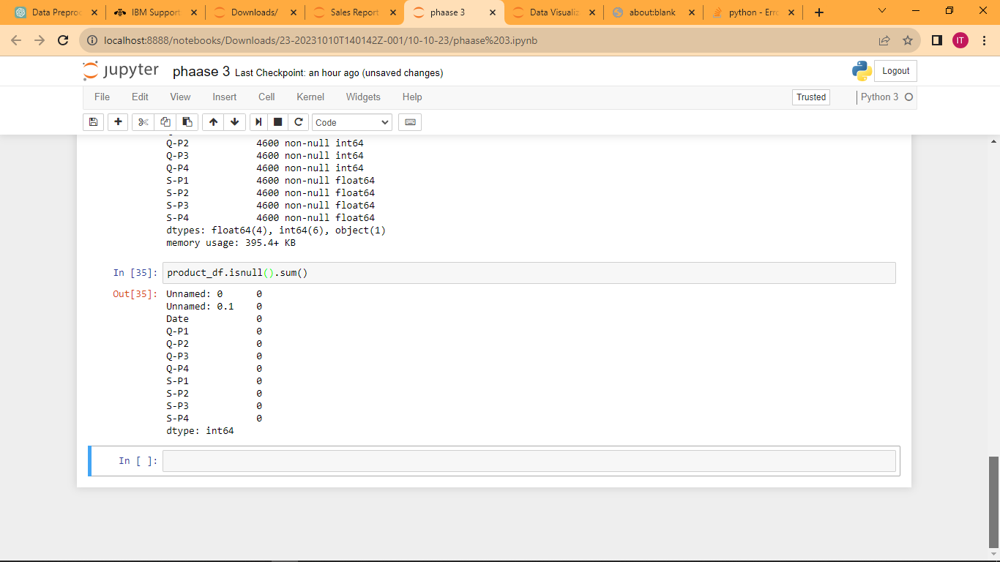 Data Preproc
IBM Support
Downloads/
Sales Report
phaase 3
Data Visualiz
about:blank
python - Erro
localhost:8888/notebooks/Downloads/23-20231010T140142Z-001/10-10-23/phaase%203.ipynb
IT
jupyter phaase 3 Last Checkpoint: an hour ago (unsaved changes)
Logout
File Edit View Insert Cell Kernel Widgets Help
Trusted
Python 3
Code
Q-P2 4600 non-null int64
Q-P3 4600 non-null int64
Q-P4 4600 non-null int64
S-P1 4600 non-null float64
S-P2 4600 non-null float64
S-P3 4600 non-null float64
S-P4 4600 non-null float64
dtypes: float64(4), int64(6), object(1)
memory usage: 395.4+ KB
In [35]: product_df.isnull().sum()
Out[35]: Unnamed: 0 0
Unnamed: 0.1 0
Date 0
Q-P1 0
Q-P2 0
Q-P3 0
Q-P4 0
S-P1 0
S-P2 0
S-P3 0
S-P4 0
dtype: int64
In [ ]: